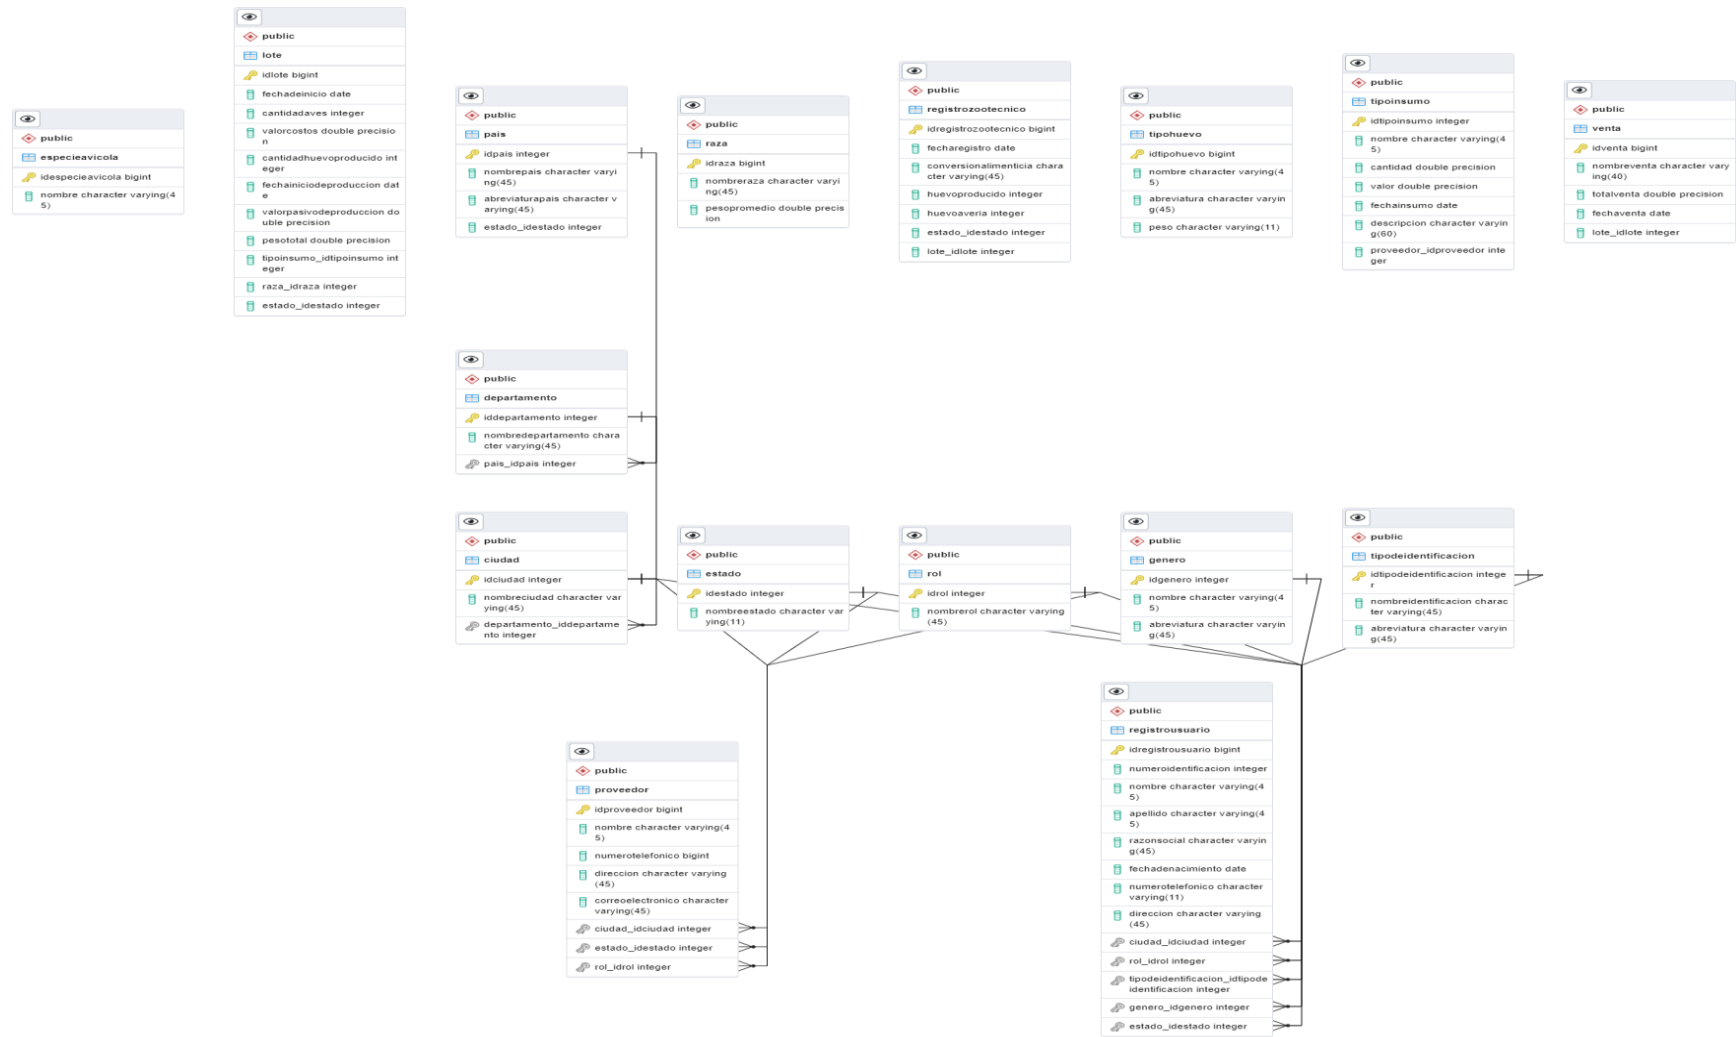 public
especieavicola
idespecieavicola bigint
nombre character varying(4
5)
public
lote
idlote bigint
fechadeinicio date
cantidadaves integer
valorcostos double precisio
n
cantidadhuevoproducido int
eger
fechainiciodeproduccion dat
e
valorpasivodeproduccion do
uble precision
pesototal double precision
tipoinsumo_idtipoinsumo int
eger
raza_idraza integer
estado_idestado integer
public
pais
idpais integer
nombrepais character varyi
ng(45)
abreviaturapais character v
arying(45)
estado_idestado integer
public
raza
idraza bigint
nombreraza character varyi
ng(45)
pesopromedio double precis
ion
public
registrozootecnico
idregistrozootecnico bigint
fecharegistro date
conversionalimenticia chara
cter varying(45)
huevoproducido integer
huevoaveria integer
estado_idestado integer
lote_idlote integer
public
tipohuevo
idtipohuevo bigint
nombre character varying(4
5)
abreviatura character varyin
g(45)
peso character varying(11)
public
tipoinsumo
idtipoinsumo integer
nombre character varying(4
5)
cantidad double precision
valor double precision
fechainsumo date
descripcion character varyin
g(60)
proveedor_idproveedor inte
ger
public
venta
idventa bigint
nombreventa character vary
ing(40)
totalventa double precision
fechaventa date
lote_idlote integer
public
departamento
iddepartamento integer
nombredepartamento chara
cter varying(45)
pais_idpais integer
public
ciudad
idciudad integer
nombreciudad character var
ying(45)
departamento_iddepartame
nto integer
public
estado
idestado integer
nombreestado character var
ying(11)
public
rol
idrol integer
nombrerol character varying
(45)
public
genero
idgenero integer
nombre character varying(4
5)
abreviatura character varyin
g(45)
public
tipodeidentificacion
idtipodeidentificacion intege
r
nombreidentificacion charac
ter varying(45)
abreviatura character varyin
g(45)
public
proveedor
idproveedor bigint
nombre character varying(4
5)
numerotelefonico bigint
direccion character varying
(45)
correoelectronico character
varying(45)
ciudad_idciudad integer
estado_idestado integer
rol_idrol integer
public
registrousuario
idregistrousuario bigint
numeroidentificacion integer
nombre character varying(4
5)
apellido character varying(4
5)
razonsocial character varyin
g(45)
fechadenacimiento date
numerotelefonico character
varying(11)
direccion character varying
(45)
ciudad_idciudad integer
rol_idrol integer
tipodeidentificacion_idtipode
identificacion integer
genero_idgenero integer
estado_idestado integer